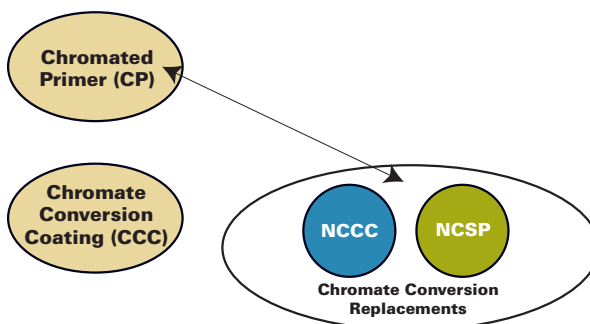 Chromated
Primer (CP)
Chromate
Conversion
Coating (CCC)
NCCC
NCSP
Chromate Conversion
Replacements